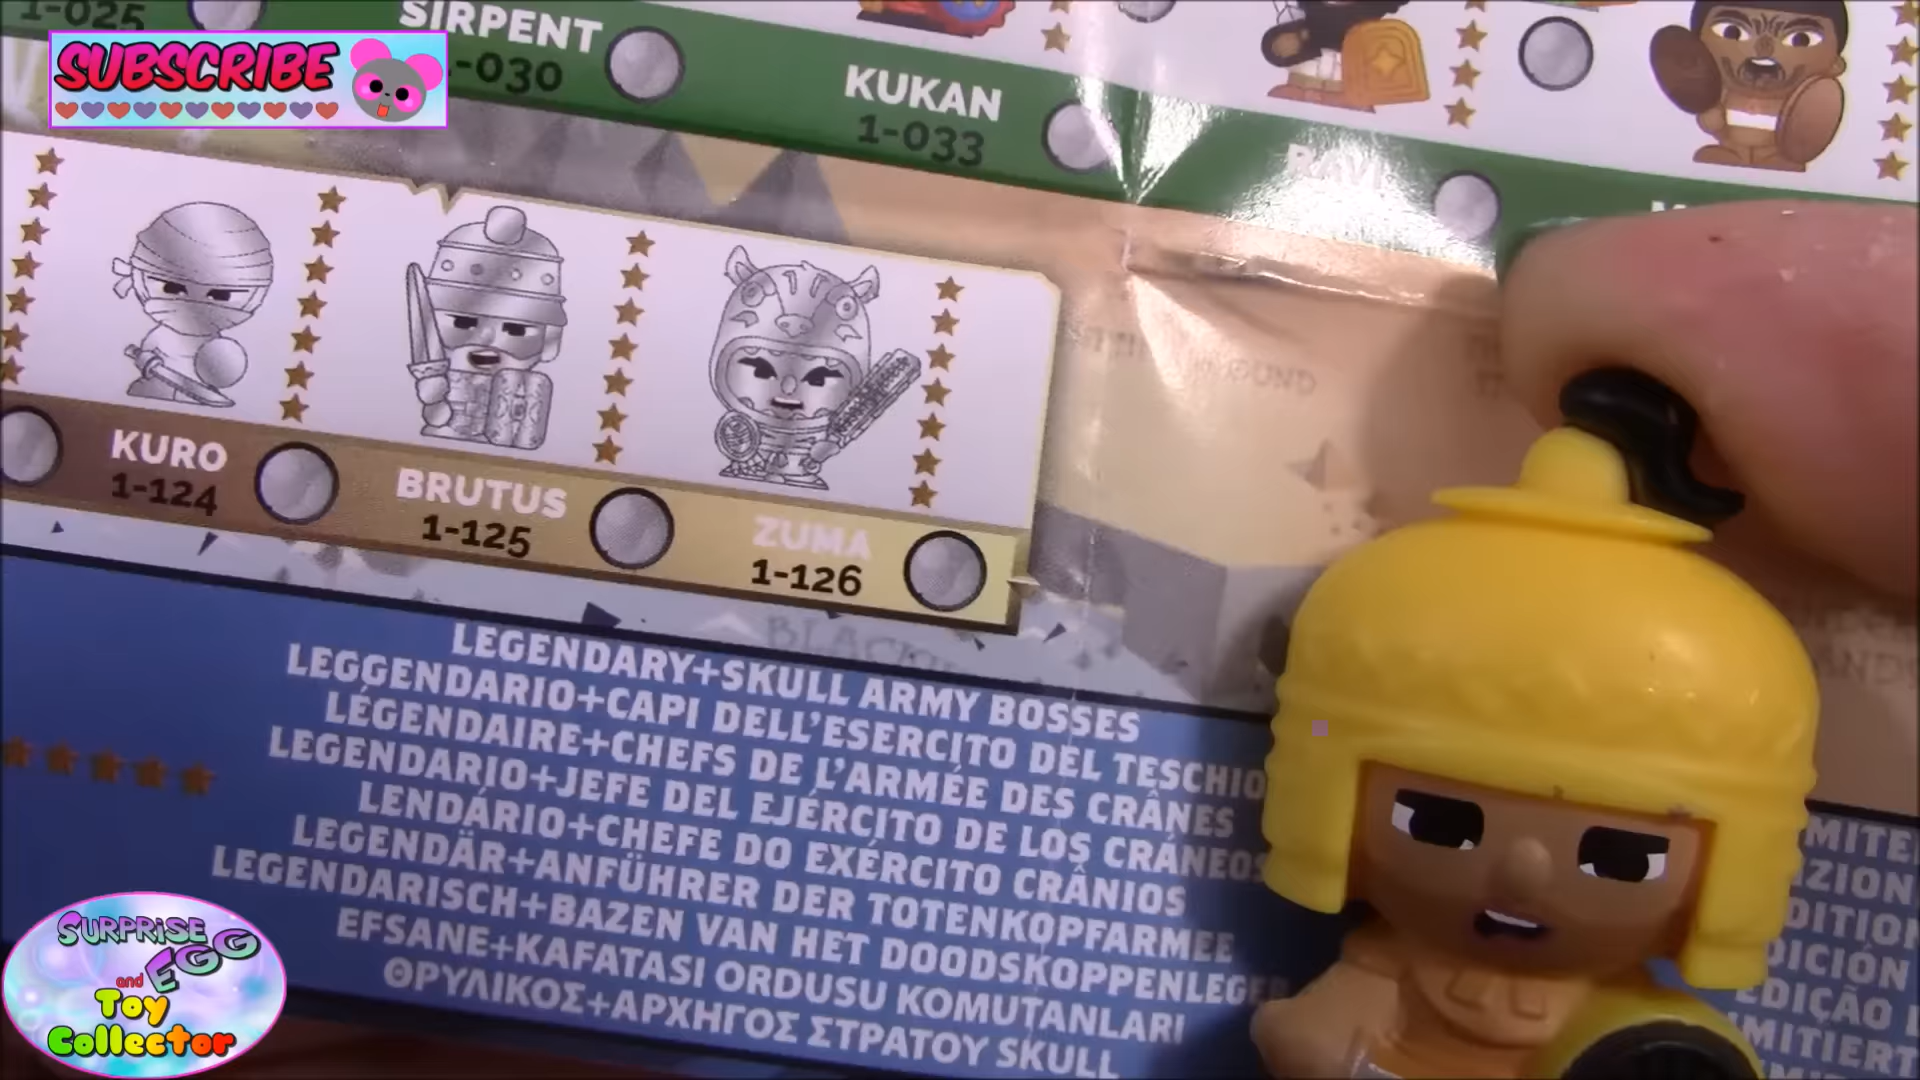 1-025
SIRPENT
-030
SUBSCRIBE
KUKAN
1-033
RAVI
KURO
1-124
BRUTUS
1-125
ZUMA
1-126
LEGENDARY+SKULL ARMY BOSSES
LEGGENDARIO+CAPI DELL'ESERCITO DEL TESCHIO
LÉGENDAIRE+CHEFS DE L'ARMÉE DES CRÂNES
LEGENDARIO+JEFE DEL EJÉRCITO DE LOS CRÁNEOS
LENDÁRIO+CHEFE DO EXÉRCITO CRÂNIOS
LEGENDÄR+ANFÜHRER DER TOTENKOPFARMEE
LEGENDARISCH+BAZEN VAN HET DOODSKOPPENLEGER
EFSANE+KAFATASI ORDUSU KOMUTANLARI
ΘΡΥΛΙΚΟΣ+ΑΡΧΗΓΟΣ ΣΤΡΑΤΟΥ SKULL
SURPRISE
EGG
and
Toy
Collector